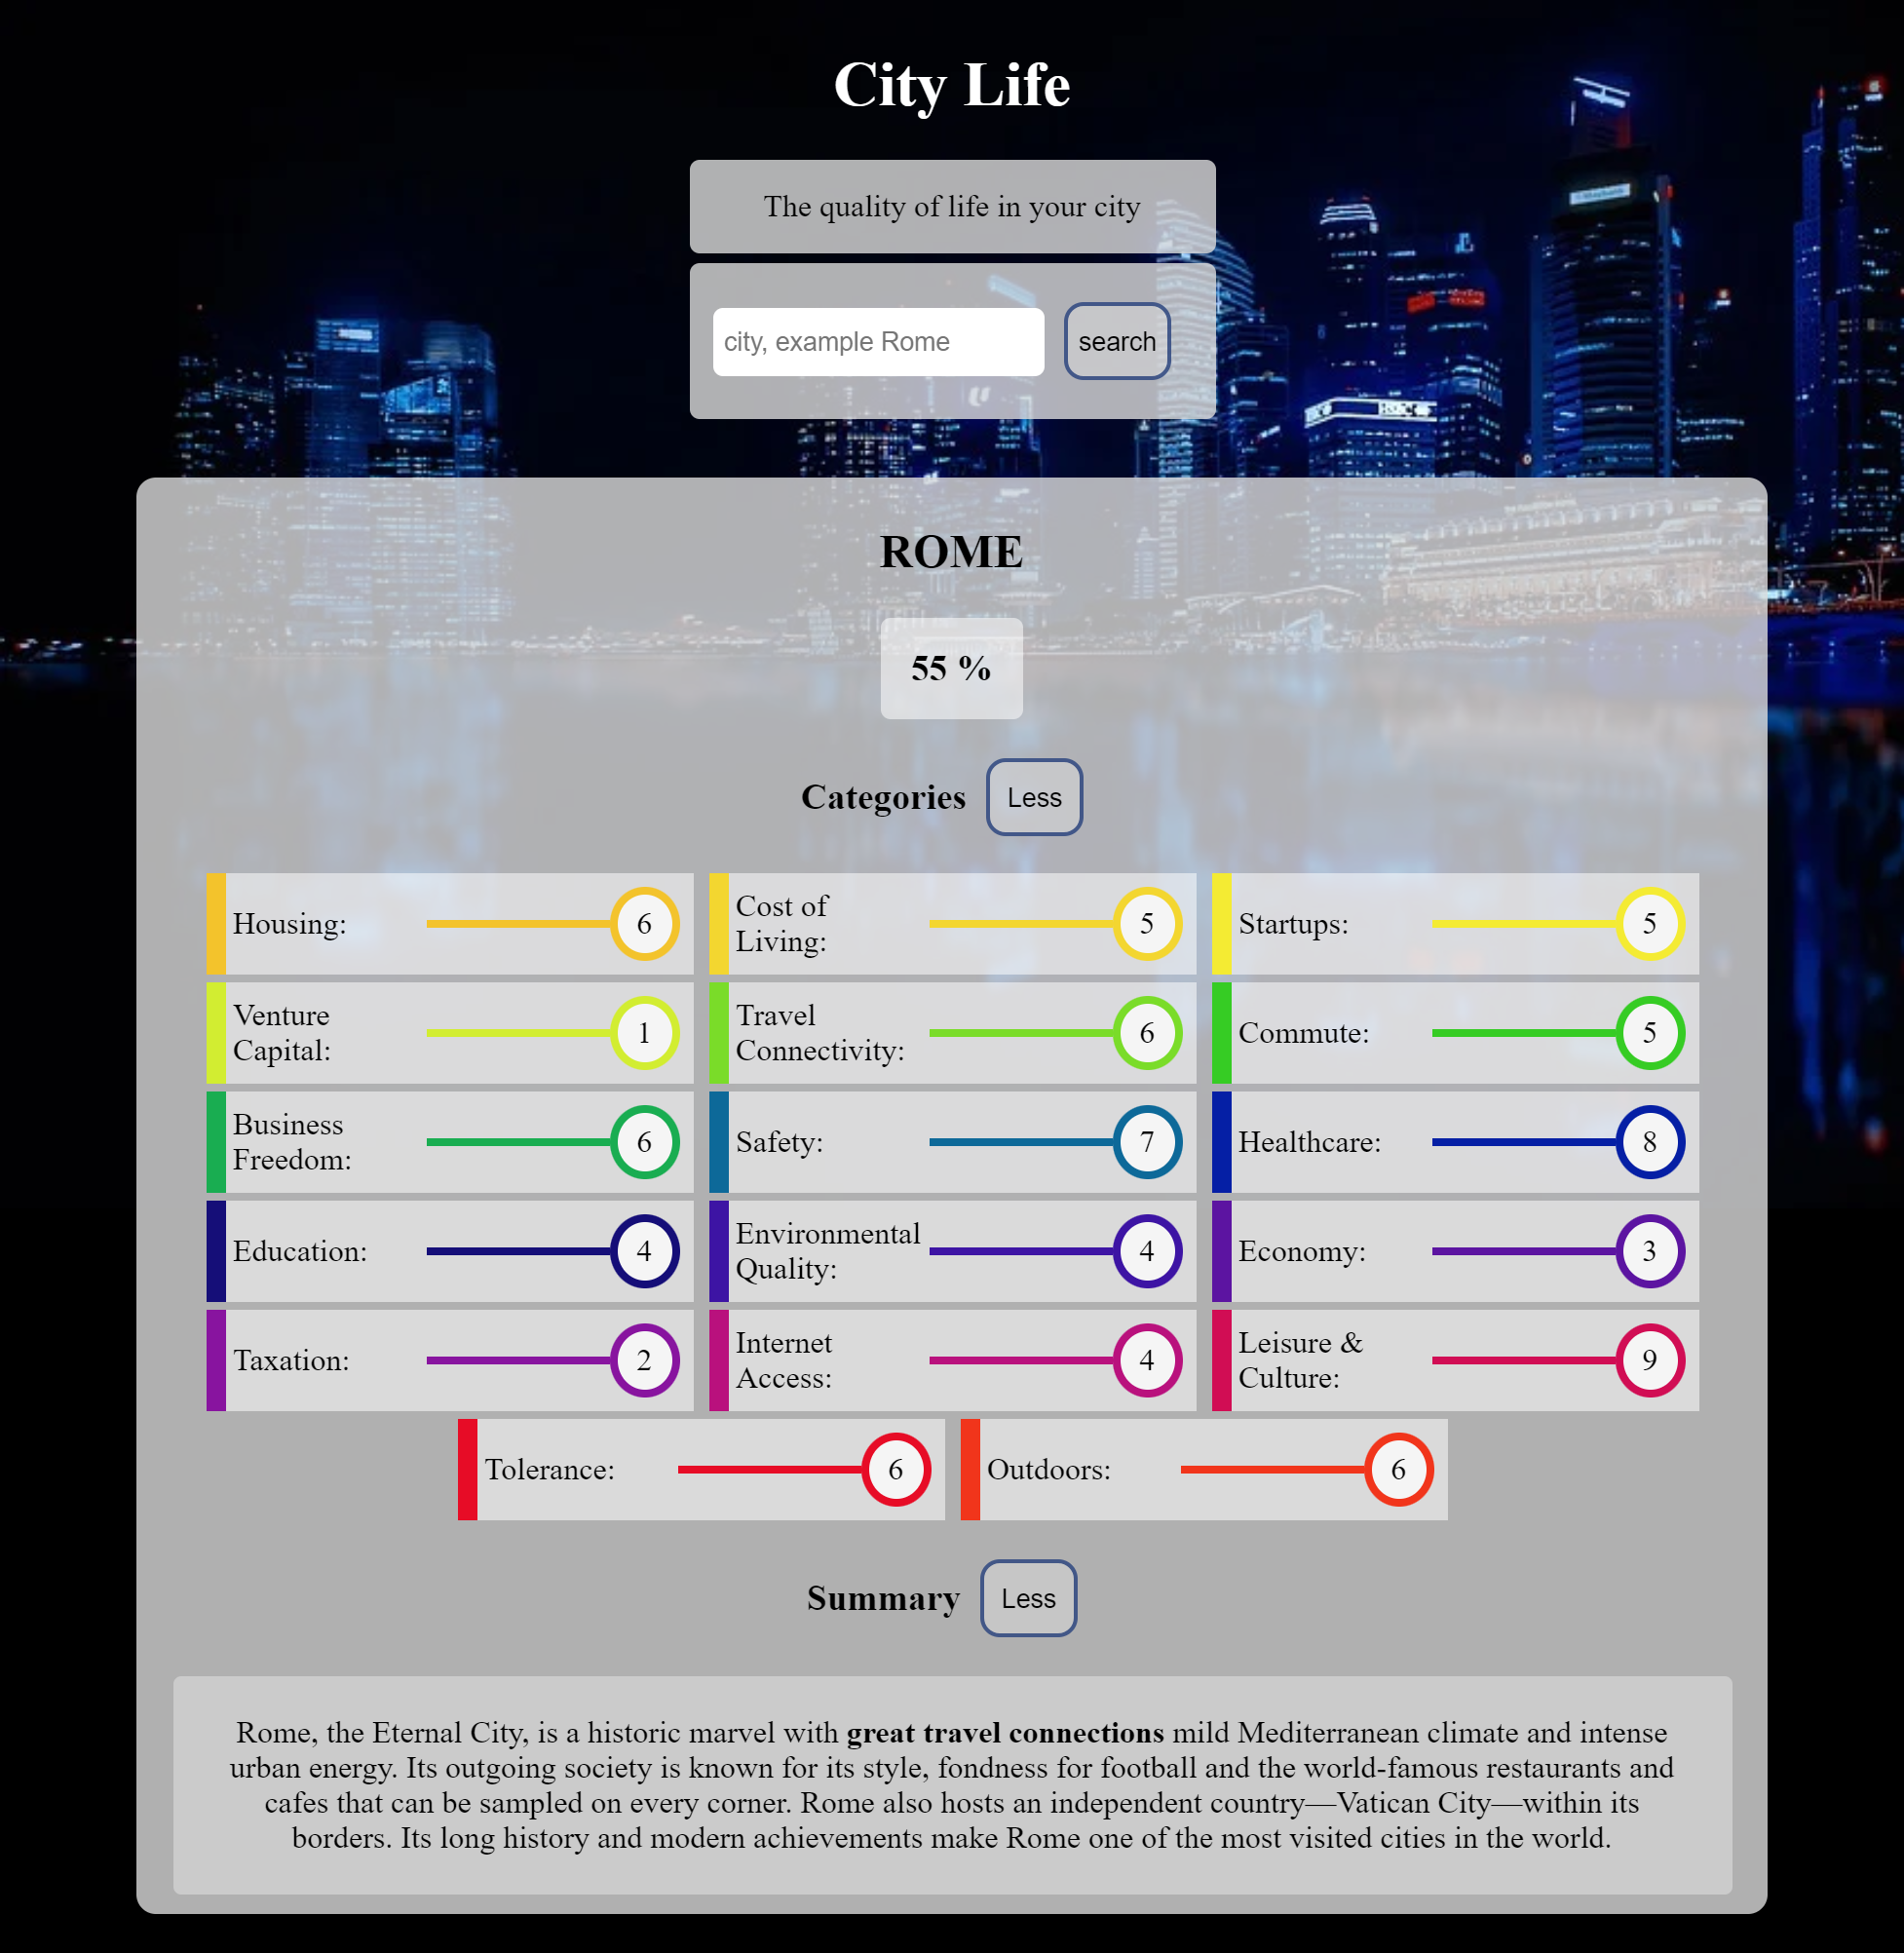 City Life
The quality of life in your city
city, example Rome
search
ROME
55 %
Categories
Less
Housing:
6
Cost of
Living:
5
Startups:
5
Venture
Capital:
1
Travel
Connectivity:
6
Commute:
5
Business
Freedom:
6
Safety:
7
Healthcare:
8
Education:
4
Environmental
Quality:
4
Economy:
3
Taxation:
2
Internet
Access:
4
Leisure &
Culture:
9
Tolerance:
6
Outdoors:
6
Summary
Less
Rome, the Eternal City, is a historic marvel with great travel connections mild Mediterranean climate and intense
urban energy. Its outgoing society is known for its style, fondness for football and the world-famous restaurants and
cafes that can be sampled on every corner. Rome also hosts an independent country—Vatican City—within its
borders. Its long history and modern achievements make Rome one of the most visited cities in the world.